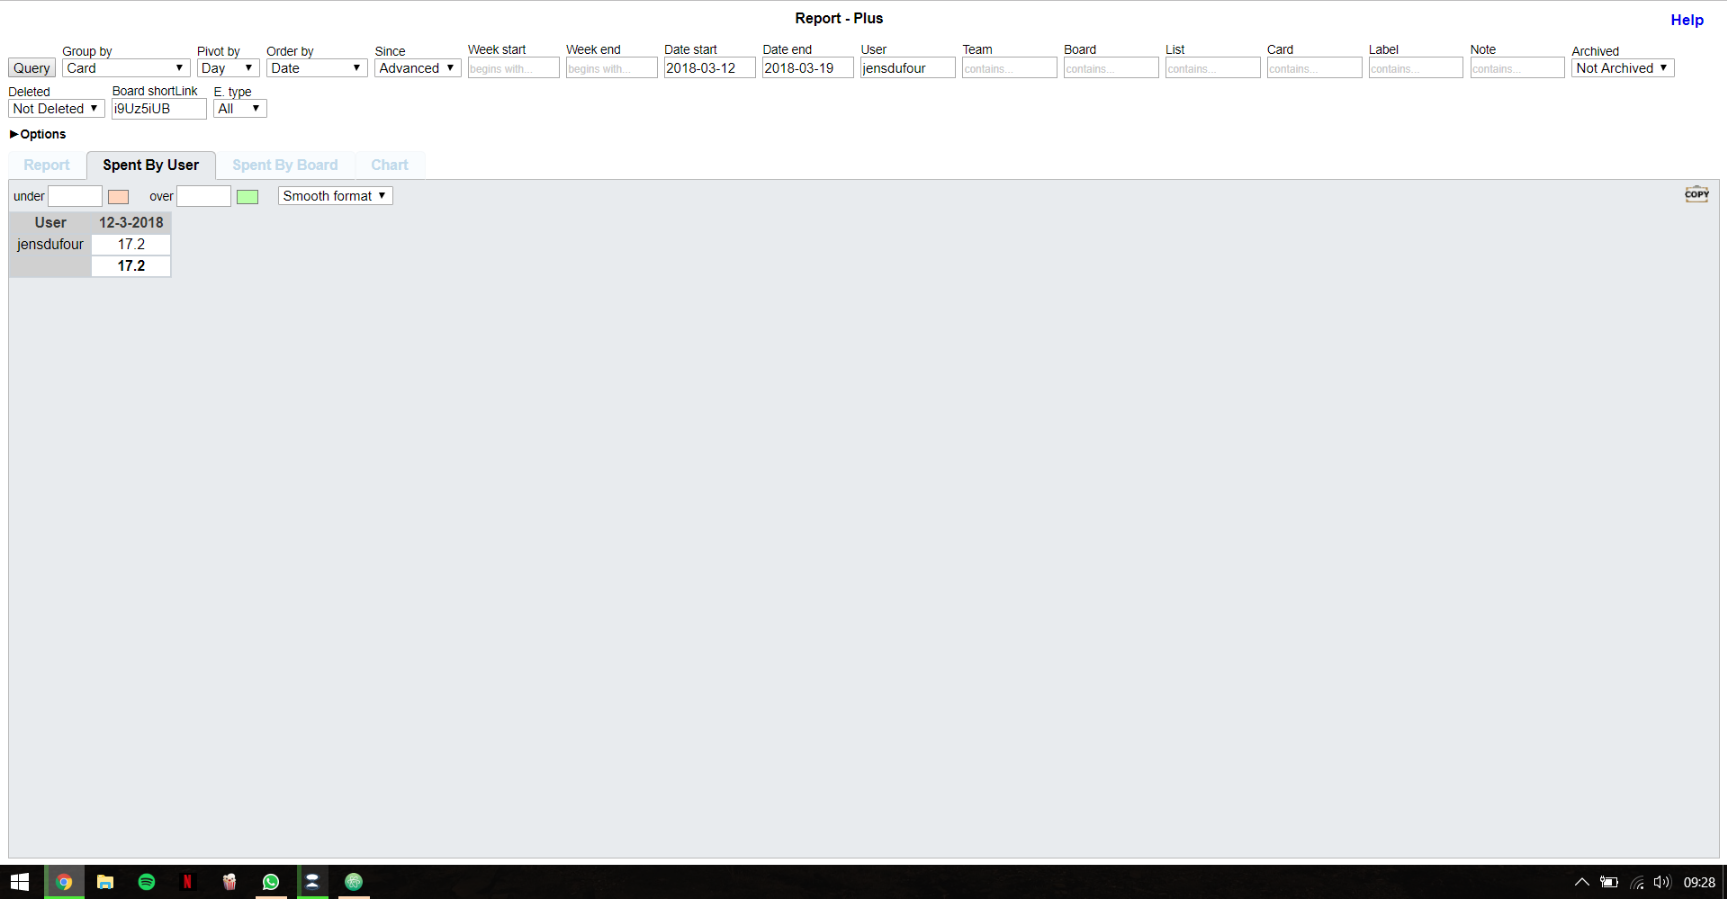 Report - Plus
Help
Group by Pivot by Order by Since Week start Week end Date start Date end User Team Board List Card Label Note Archived
Query Card Day Date Advanced begins with... begins with... 2018-03-12 2018-03-19 jensdufour contains... contains... contains... contains... contains... contains... Not Archived
Deleted Board shortLink E. type
Not Deleted i9Uz5iUB All
Options
Report Spent By User Spent By Board Chart
under over Smooth format COPY
User 12-3-2018
jensdufour 17.2
17.2
N 09:28